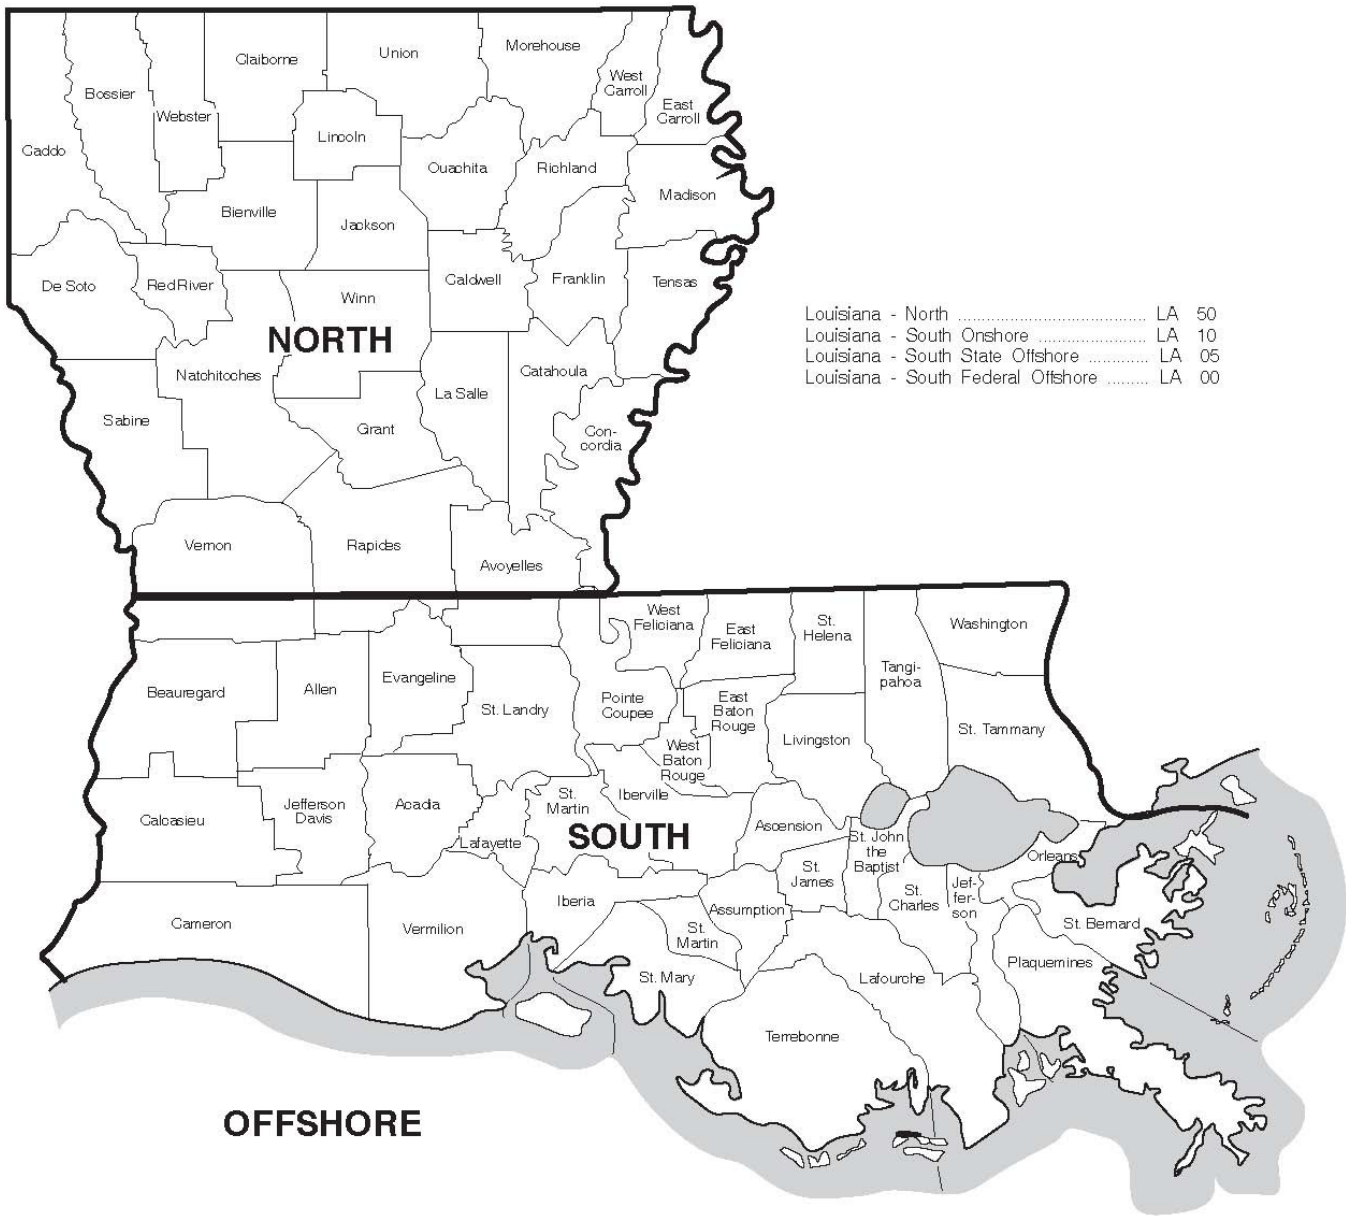 Claiborne
Union
Morehouse
West
Carroll
East
Carroll
Bossier
Webster
Lincoln
Caddo
Ouachita
Richland
Madison
Bienville
Jackson
De Soto
Red River
Winn
Caldwell
Franklin
Tensas
NORTH
Louisiana - North ................................... LA 50
Louisiana - South Onshore .................... LA 10
Louisiana - South State Offshore ............ LA 05
Louisiana - South Federal Offshore ......... LA 00
Natchitoches
Catahoula
La Salle
Sabine
Grant
Con-
cordia
Vernon
Rapides
Avoyelles
West
Feliciana
East
Feliciana
St.
Helena
Washington
Tangi-
pahoa
Beauregard
Allen
Evangeline
St. Landry
Pointe
Coupee
East
Baton
Rouge
West
Baton
Rouge
Livingston
St. Tammany
Calcasieu
Jefferson
Davis
Acadia
Lafayette
St.
Martin
Iberville
SOUTH
Ascension
St. John
the
Baptist
Orleans
St.
James
St.
Charles
Jef-
fer-
son
Cameron
Vermilion
Iberia
Assumption
St.
Martin
St. Bernard
St. Mary
Lafourche
Plaquemines
Terrebonne
OFFSHORE